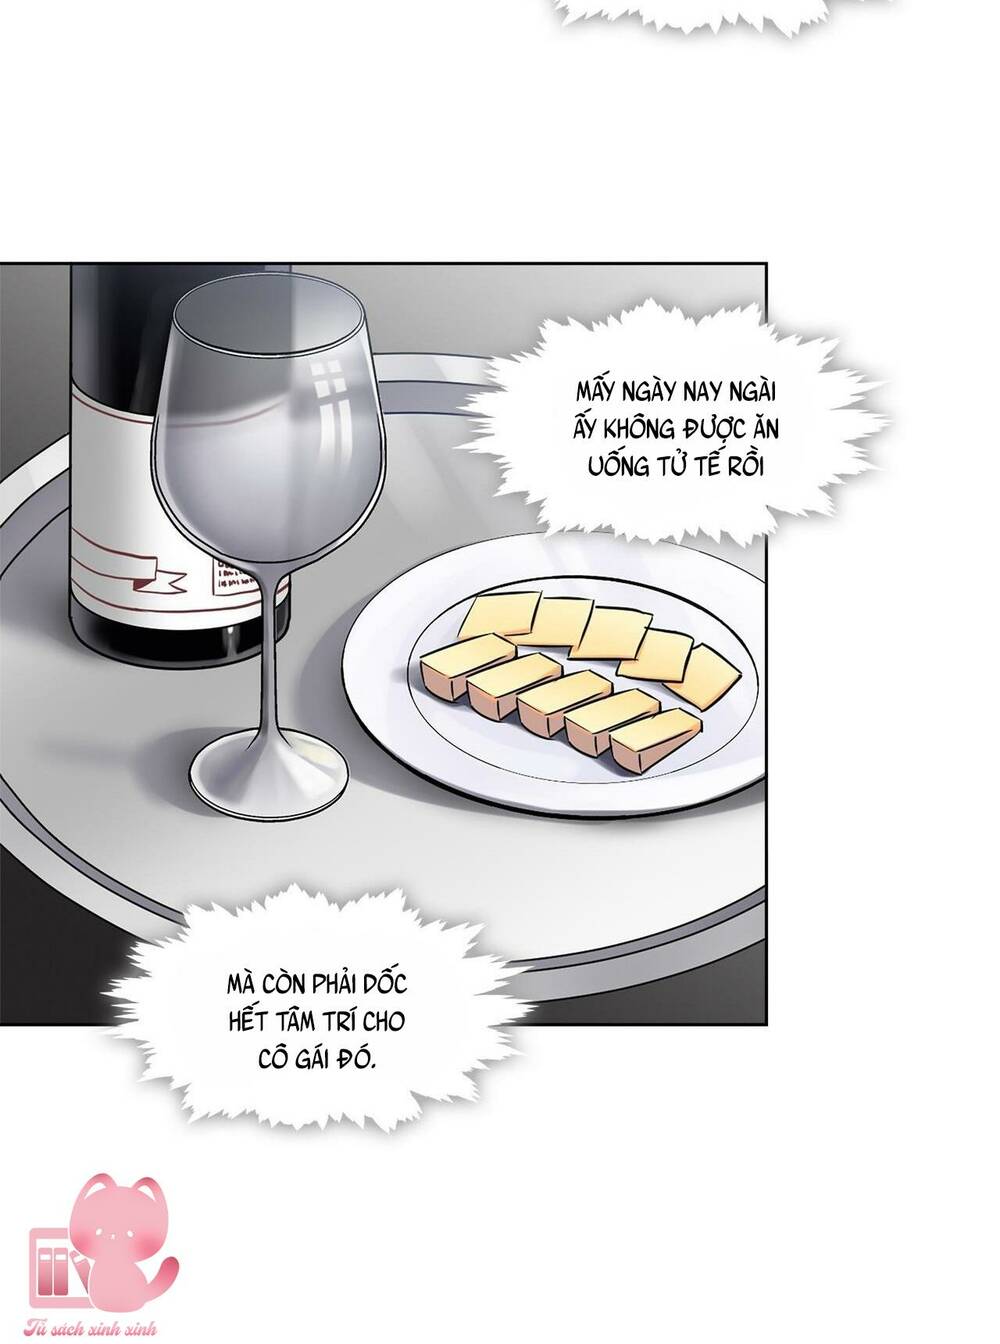 MẤY NGÀY NAY NGÀI
ẤY KHÔNG ĐƯỢC ĂN
UỐNG TỬ TẾ RỒI
MÀ CÒN PHẢI DỐC
HẾT TÂM TRÍ CHO
CÔ GÁI ĐÓ.
Tủ sách xinh xinh